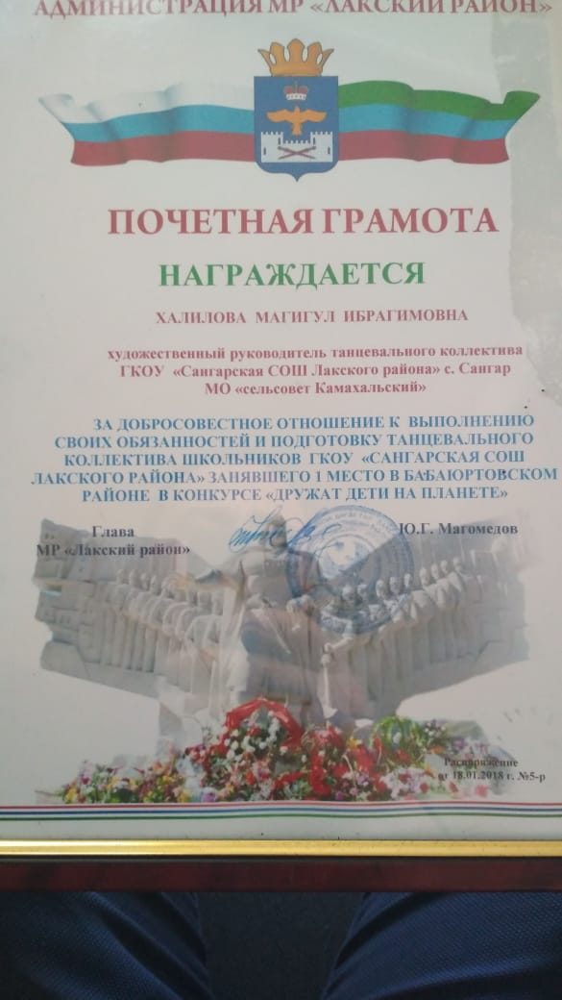 АДМИНИСТРАЦИЯ МР «ЛАКСКИЙ РАЙОН»
ПОЧЕТНАЯ ГРАМОТА
НАГРАЖДАЕТСЯ
ХАЛИЛОВА МАГИГУЛ ИБРАГИМОВНА
художественный руководитель танцевального коллектива
ГКОУ «Сангарская СОШ Лакского района» с. Сангар
МО «сельсовет Камахальский»
ЗА ДОБРОСОВЕСТНОЕ ОТНОШЕНИЕ К ВЫПОЛНЕНИЮ
СВОИХ ОБЯЗАННОСТЕЙ И ПОДГОТОВКУ ТАНЦЕВАЛЬНОГО
КОЛЛЕКТИВА ШКОЛЬНИКОВ ГКОУ «САНГАРСКАЯ СОШ
ЛАКСКОГО РАЙОНА» ЗАНЯВШЕГО 1 МЕСТО В БАБАЮРТОВСКОМ
РАЙОНЕ В КОНКУРСЕ «ДРУЖАТ ДЕТИ НА ПЛАНЕТЕ»
Глава
МР «Лакский район»
Ю.Г. Магомедов
Распоряжение
от 18.01.2018 г. №5-р